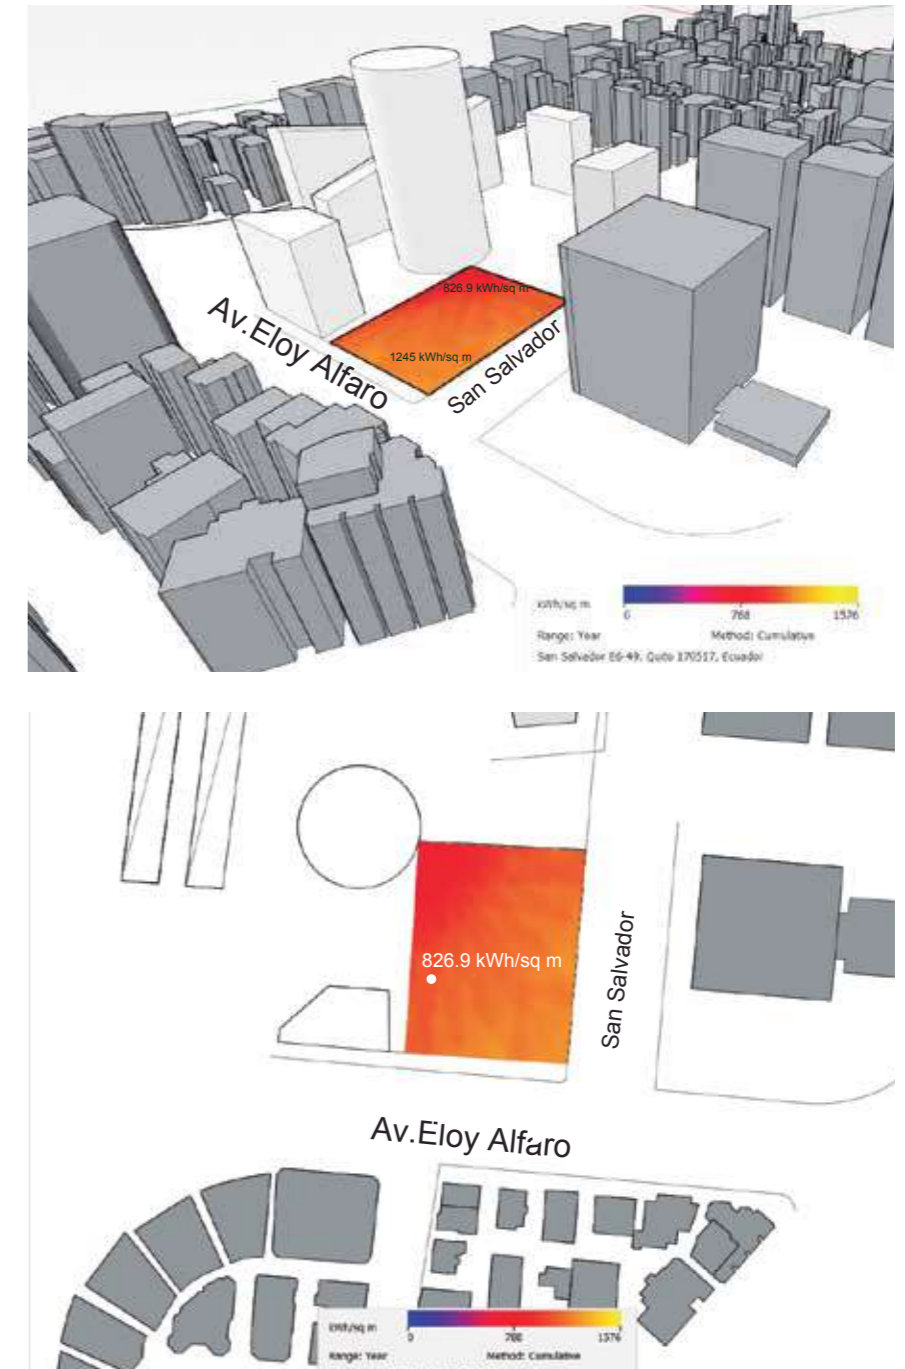 826.9 kWh/sq m
Av.Eloy Alfaro
1245 kWh/sq m
San Salvador
kWh/sq m
0 788 1576
Range: Year Method: Cumulative
San Salvador E6-49, Quito 170517, Ecuador
826.9 kWh/sq m
San Salvador
Av.Eloy Alfaro
kWh/sq m
0 788 1576
Range: Year Method: Cumulative